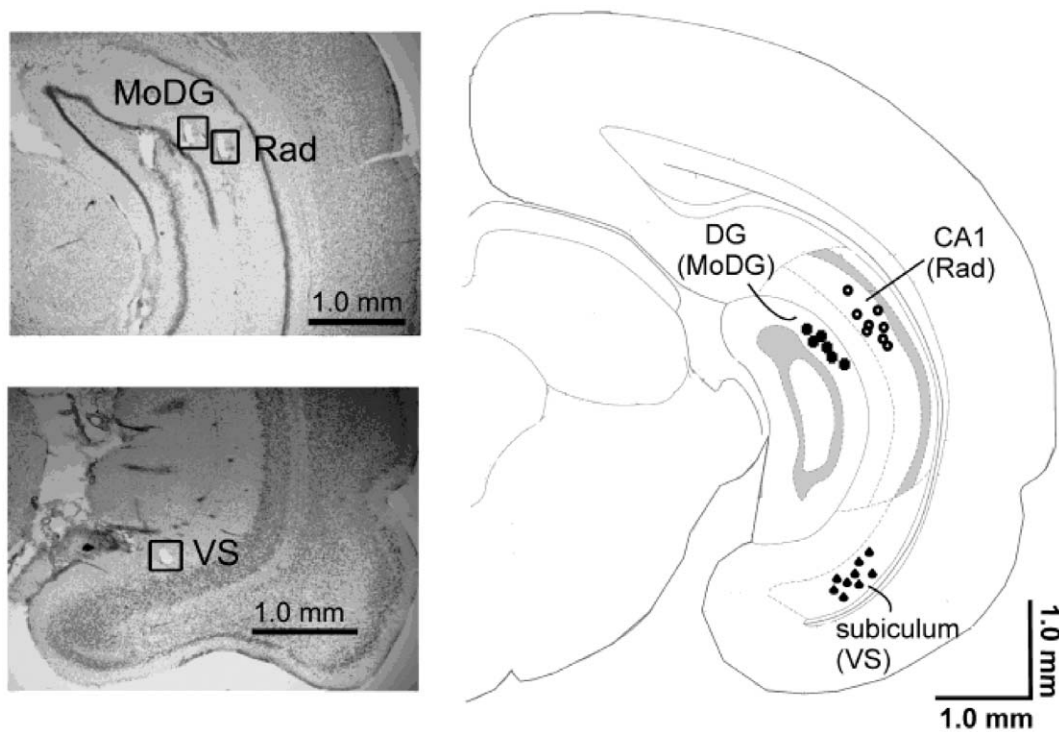 MoDG
Rad
1.0 mm
VS
1.0 mm
DG
(MoDG)
CA1
(Rad)
subiculum
(VS)
1.0 mm
1.0 mm